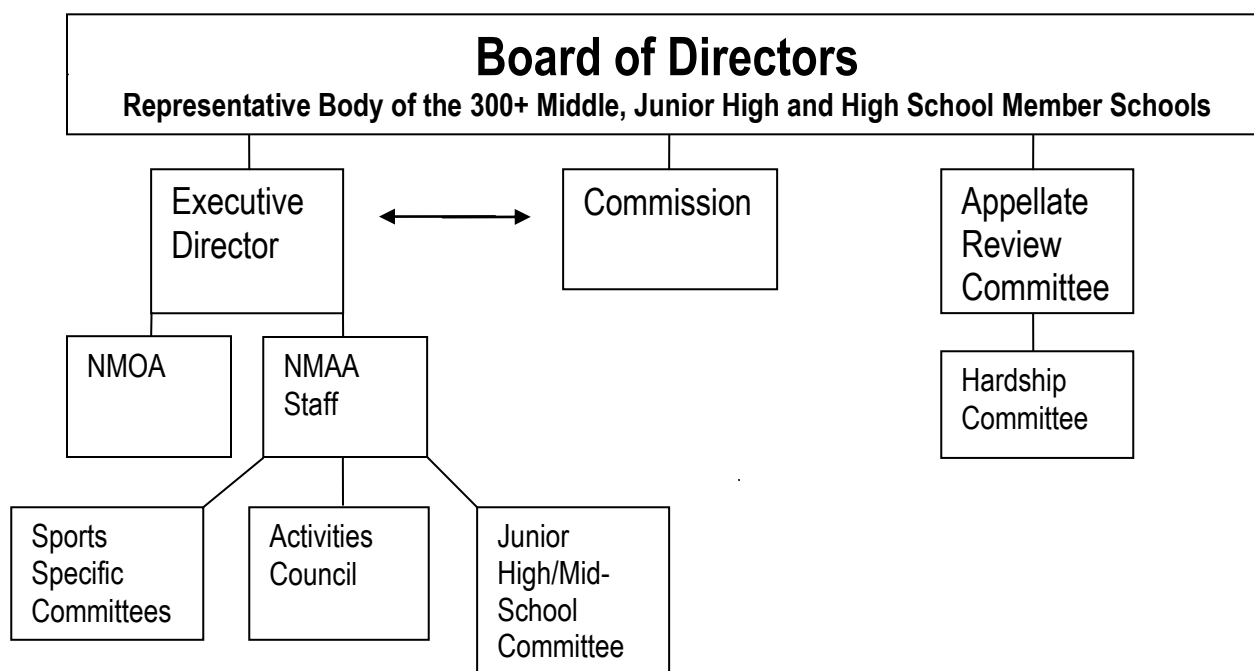 Board of Directors
Representative Body of the 300+ Middle, Junior High and High School Member Schools
Executive
Director
Commission
Appellate
Review
Committee
NMOA
NMAA
Staff
Hardship
Committee
Sports
Specific
Committees
Activities
Council
Junior
High/Mid-
School
Committee